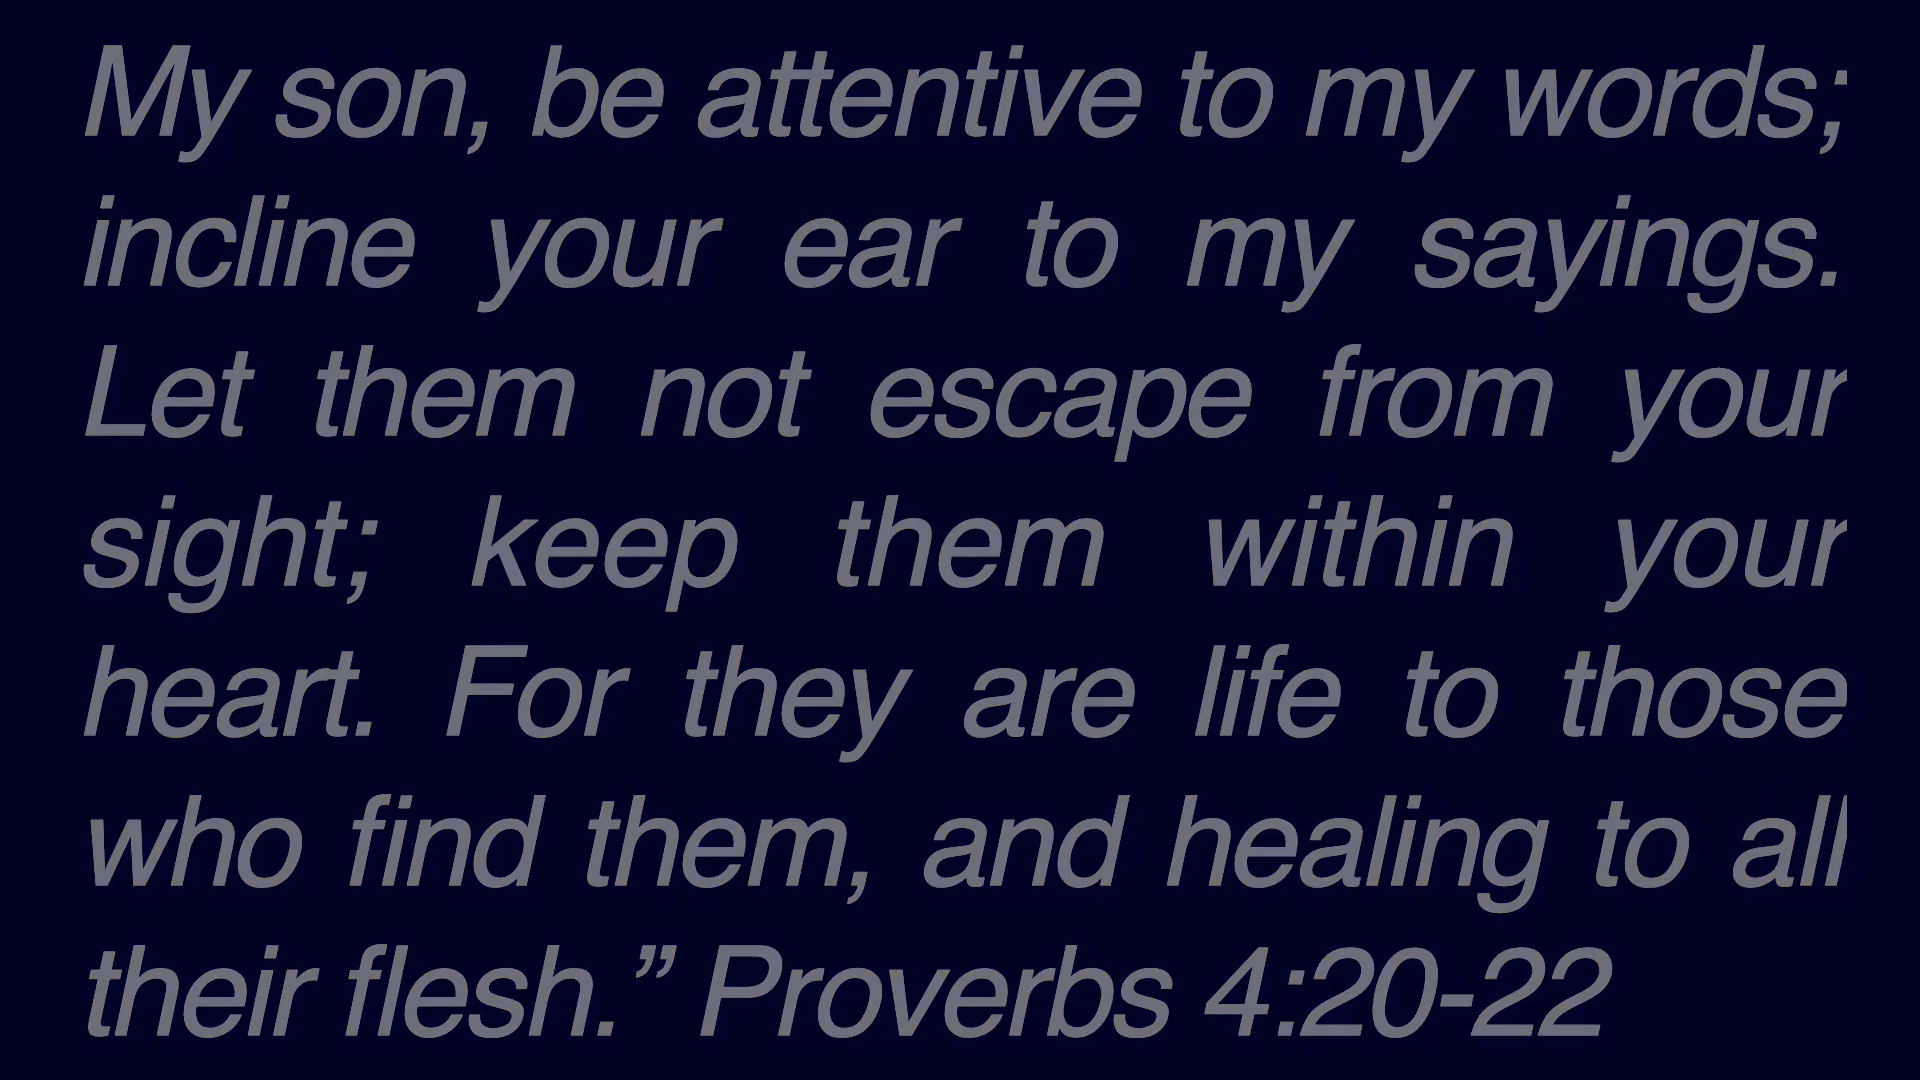 My son, be attentive to my words;
incline your ear to my sayings.
Let them not escape from your
sight; keep them within your
heart. For they are life to those
who find them, and healing to all
their flesh.” Proverbs 4:20-22